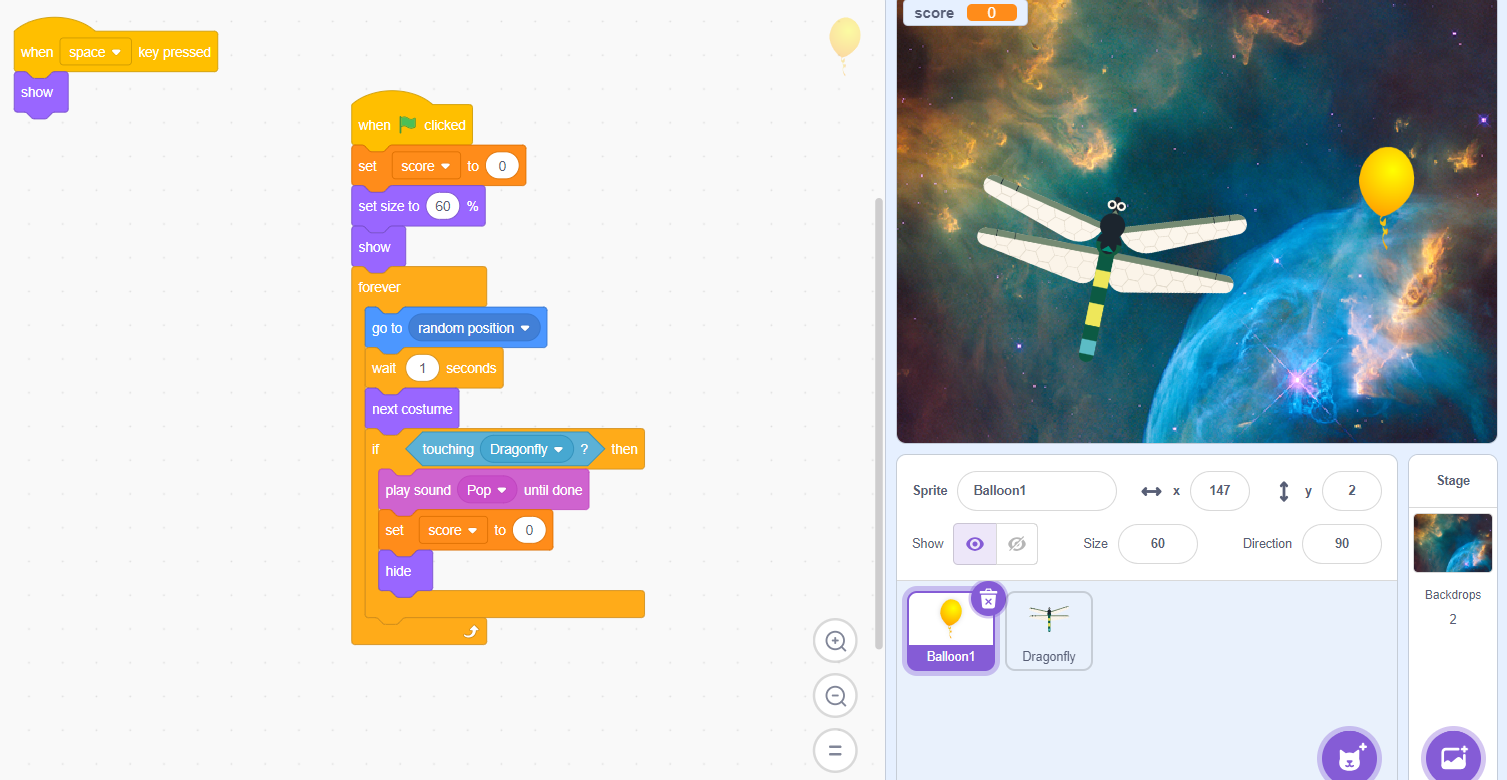 when space key pressed
show
when clicked
set score to 0
set size to 60 %
show
forever
go to random position
wait 1 seconds
next costume
if touching Dragonfly ? then
play sound Pop until done
set score to 0
hide
score 0
Sprite Balloon1 x 147 y 2
Show Size 60 Direction 90
Balloon1
Dragonfly
Stage
Backdrops
2